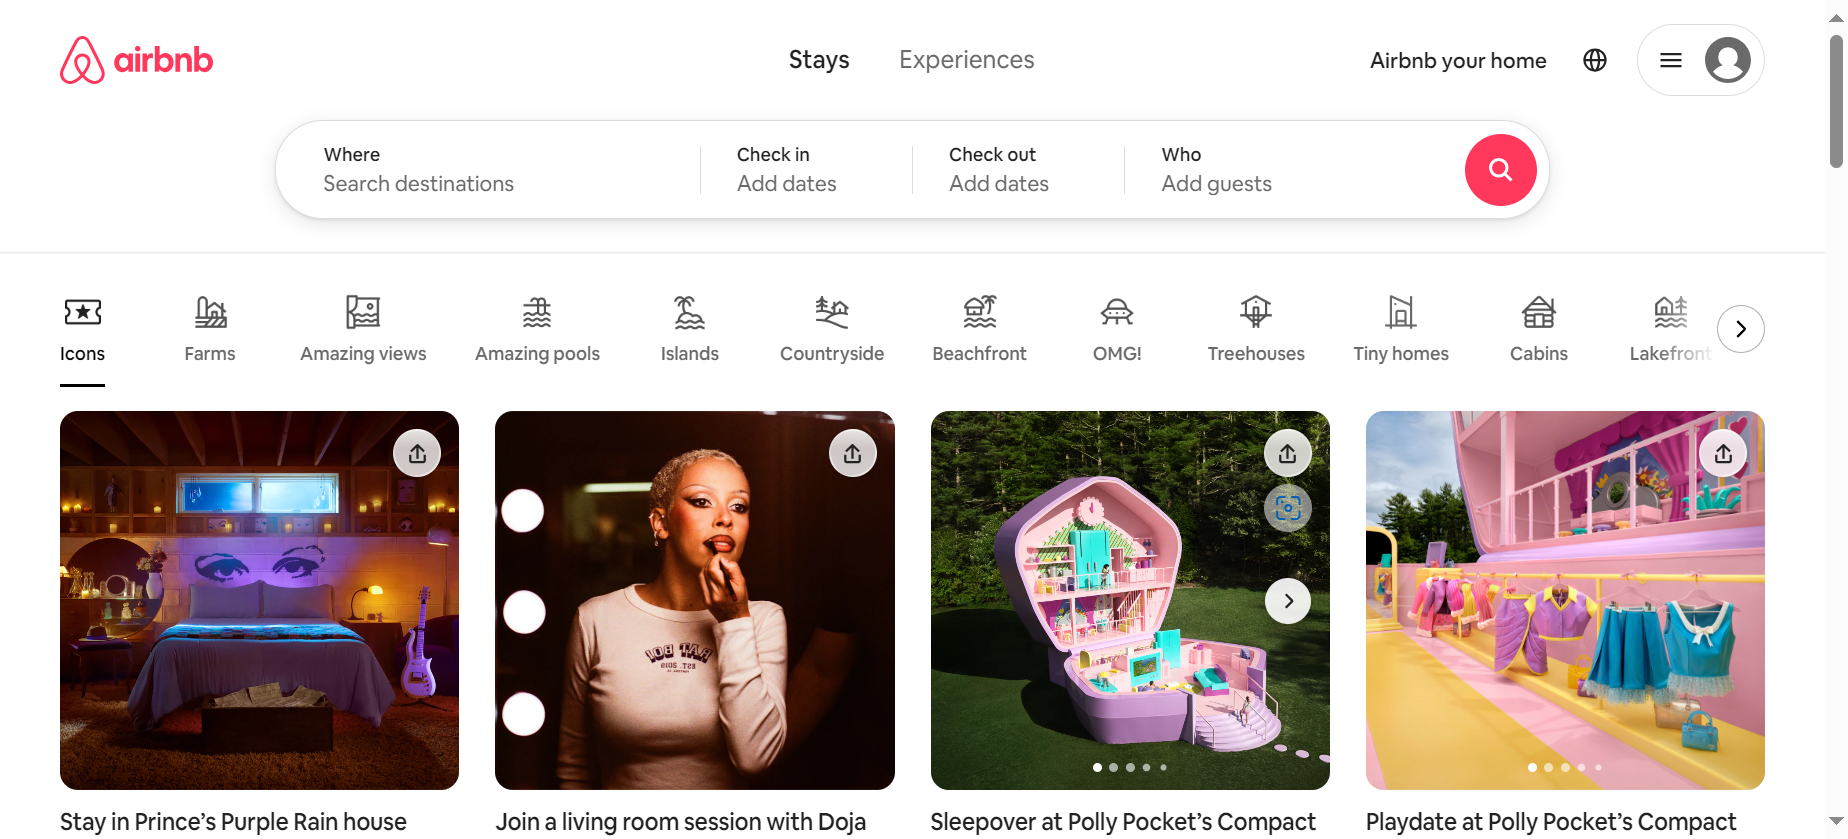 airbnb
Stays
Experiences
Airbnb your home
Where
Search destinations
Check in
Add dates
Check out
Add dates
Who
Add guests
Icons
Farms
Amazing views
Amazing pools
Islands
Countryside
Beachfront
OMG!
Treehouses
Tiny homes
Cabins
Lakefront
Stay in Prince’s Purple Rain house
Join a living room session with Doja
Sleepover at Polly Pocket’s Compact
Playdate at Polly Pocket’s Compact